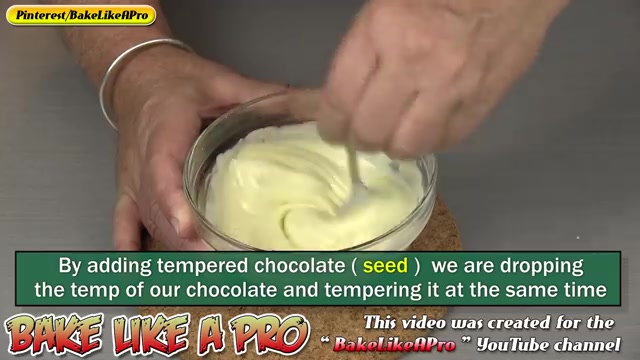 Pinterest/BakeLikeAPro
By adding tempered chocolate ( seed ) we are dropping
the temp of our chocolate and tempering it at the same time
BAKE LIKE A PRO
This video was created for the
" BakeLikeAPro " YouTube channel